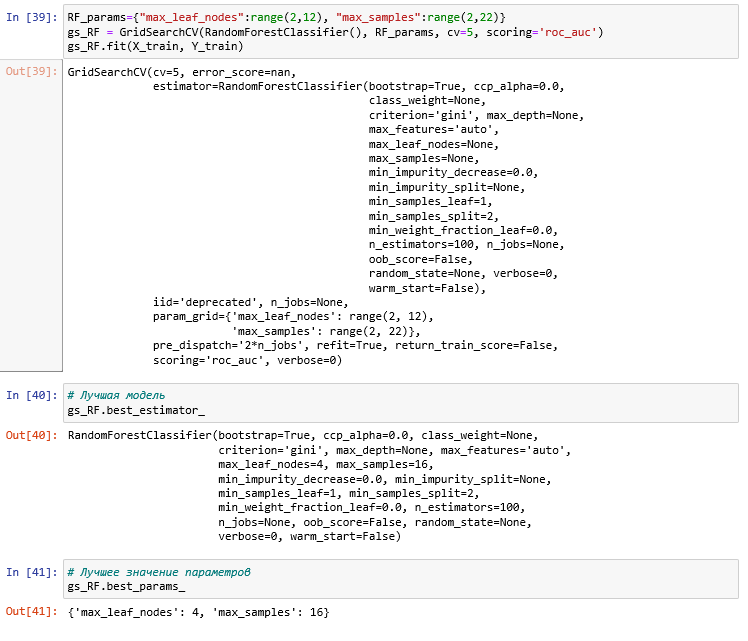 In [39]: RF_params={"max_leaf_nodes":range(2,12), "max_samples":range(2,22)}
gs_RF = GridSearchCV(RandomForestClassifier(), RF_params, cv=5, scoring='roc_auc')
gs_RF.fit(X_train, Y_train)
Out[39]: GridSearchCV(cv=5, error_score=nan,
estimator=RandomForestClassifier(bootstrap=True, ccp_alpha=0.0,
class_weight=None,
criterion='gini', max_depth=None,
max_features='auto',
max_leaf_nodes=None,
max_samples=None,
min_impurity_decrease=0.0,
min_impurity_split=None,
min_samples_leaf=1,
min_samples_split=2,
min_weight_fraction_leaf=0.0,
n_estimators=100, n_jobs=None,
oob_score=False,
random_state=None, verbose=0,
warm_start=False),
iid='deprecated', n_jobs=None,
param_grid={'max_leaf_nodes': range(2, 12),
'max_samples': range(2, 22)},
pre_dispatch='2*n_jobs', refit=True, return_train_score=False,
scoring='roc_auc', verbose=0)
In [40]: # Лучшая модель
gs_RF.best_estimator_
Out[40]: RandomForestClassifier(bootstrap=True, ccp_alpha=0.0, class_weight=None,
criterion='gini', max_depth=None, max_features='auto',
max_leaf_nodes=4, max_samples=16,
min_impurity_decrease=0.0, min_impurity_split=None,
min_samples_leaf=1, min_samples_split=2,
min_weight_fraction_leaf=0.0, n_estimators=100,
n_jobs=None, oob_score=False, random_state=None,
verbose=0, warm_start=False)
In [41]: # Лучшее значение параметров
gs_RF.best_params_
Out[41]: {'max_leaf_nodes': 4, 'max_samples': 16}